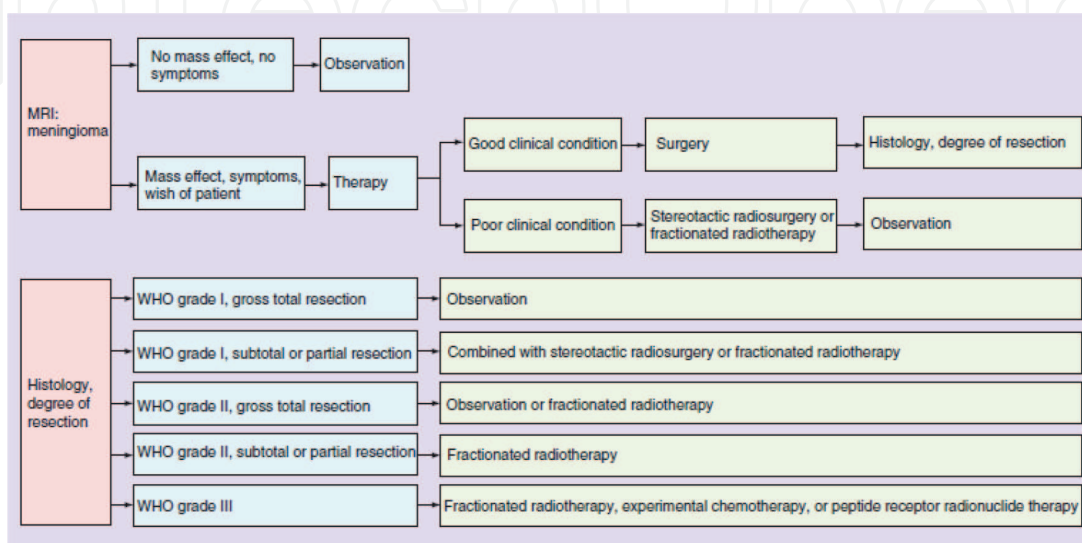 No mass effect, no
symptoms
Observation
MRI:
meningioma
Mass effect, symptoms,
wish of patient
Therapy
Good clinical condition
Surgery
Histology, degree of resection
Poor clinical condition
Stereotactic radiosurgery or
fractionated radiotherapy
Observation
Histology,
degree of
resection
WHO grade I, gross total resection
Observation
WHO grade I, subtotal or partial resection
Combined with stereotactic radiosurgery or fractionated radiotherapy
WHO grade II, gross total resection
Observation or fractionated radiotherapy
WHO grade II, subtotal or partial resection
Fractionated radiotherapy
WHO grade III
Fractionated radiotherapy, experimental chemotherapy, or peptide receptor radionuclide therapy